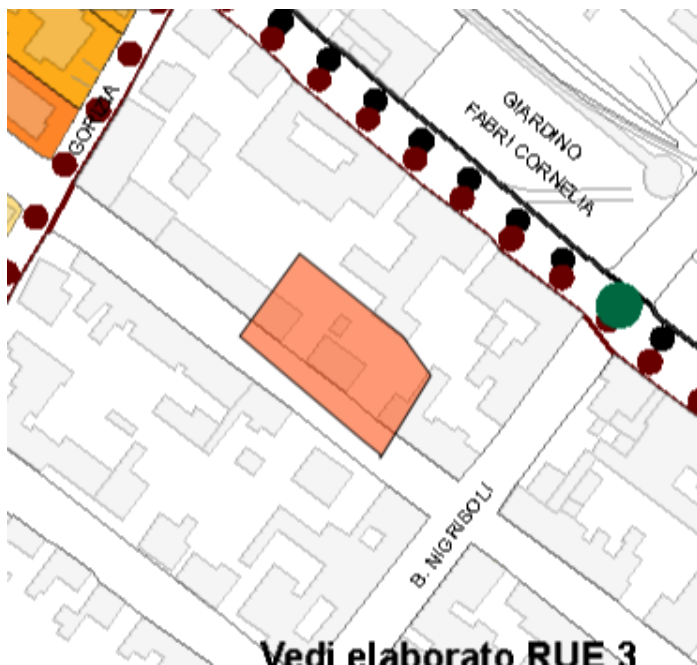 GORIZIA
GIARDINO
FABRI CORNELIA
B. NIGRISOLI
Vedi elaborato RUE 3